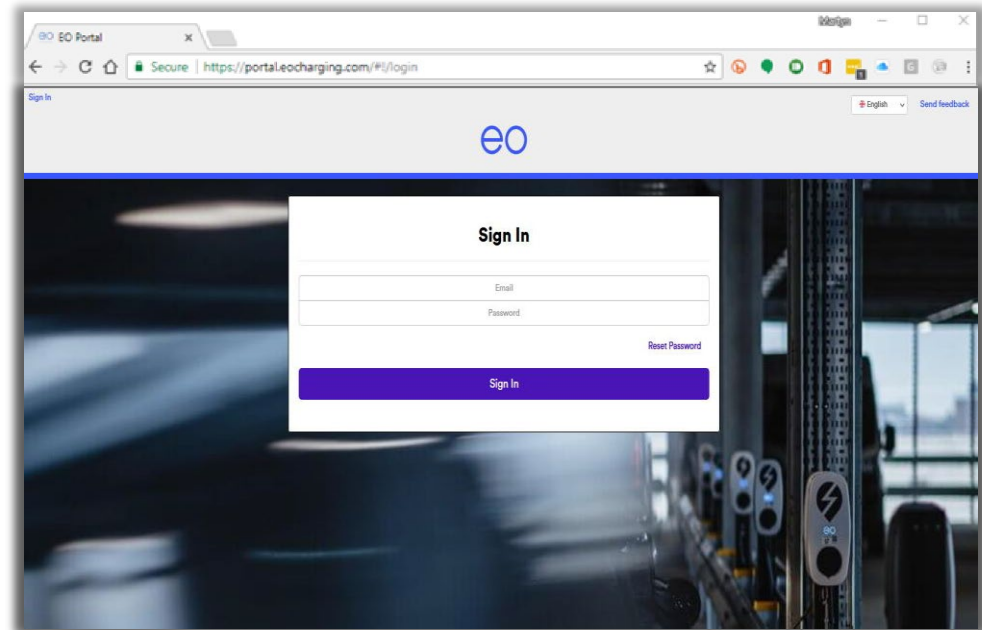 EO Portal
Secure | https://portal.eocharging.com/#!/login
Sign In
English
Send feedback
eo
Sign In
Email
Password
Reset Password
Sign In
eo